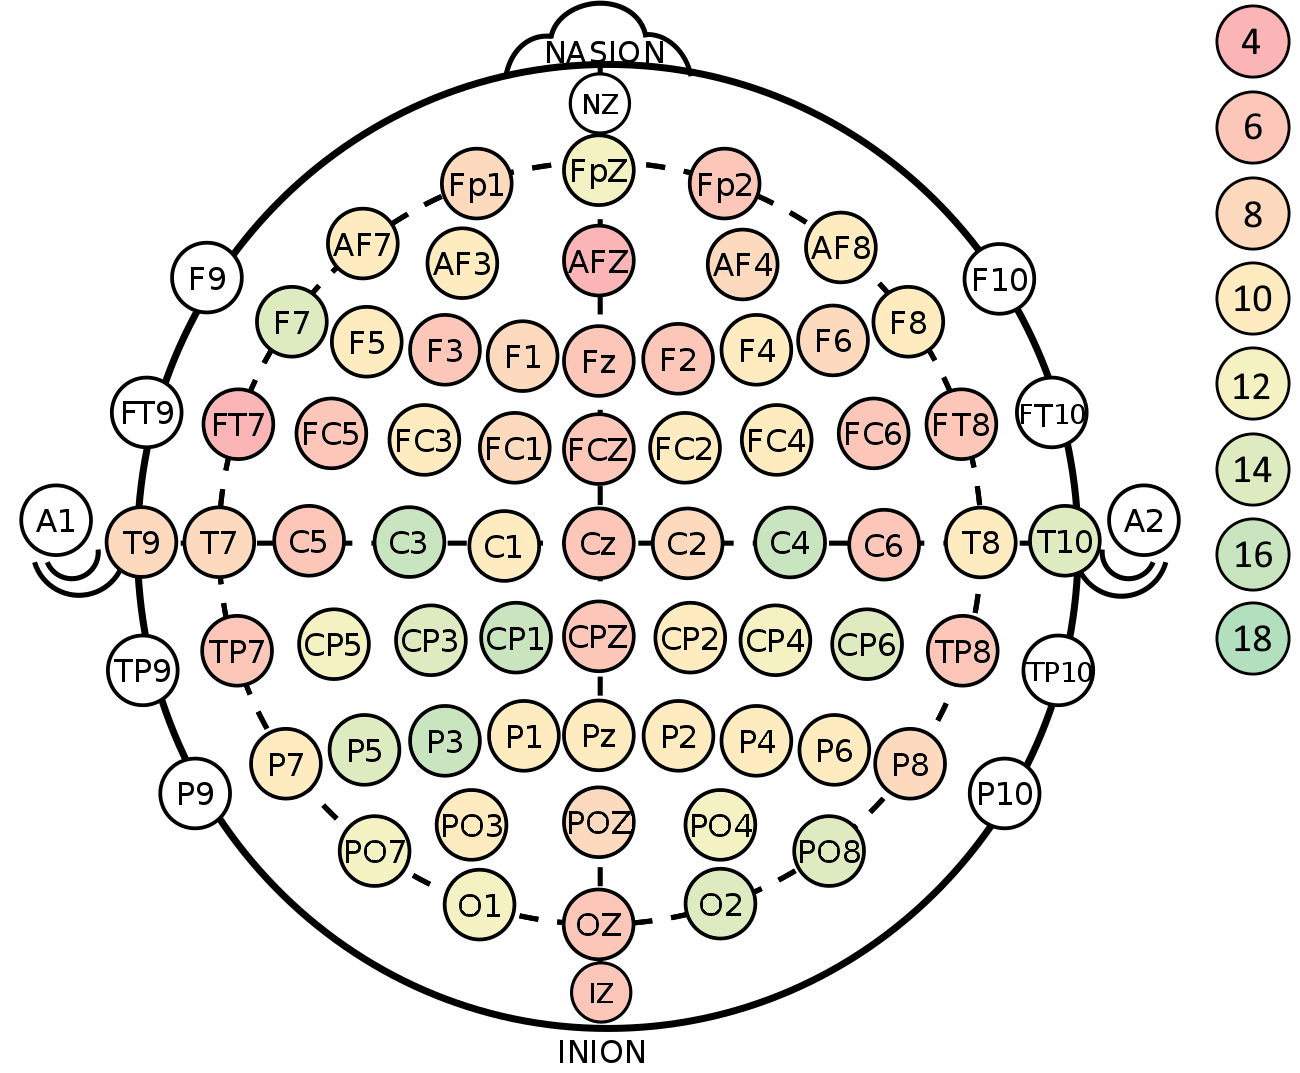 NASION
NZ
Fp1 FpZ Fp2
AF7 AF3 AFZ AF4 AF8
F9 F10
F7 F5 F3 F1 Fz F2 F4 F6 F8
FT9 FT10
FT7 FC5 FC3 FC1 FCZ FC2 FC4 FC6 FT8
A1 A2
T9 T7 C5 C3 C1 Cz C2 C4 C6 T8 T10
TP7 CP5 CP3 CP1 CPZ CP2 CP4 CP6 TP8
TP9 TP10
P7 P5 P3 P1 Pz P2 P4 P6 P8
P9 P10
PO7 PO3 POZ PO4 PO8
O1 OZ O2
IZ
INION
4
6
8
10
12
14
16
18